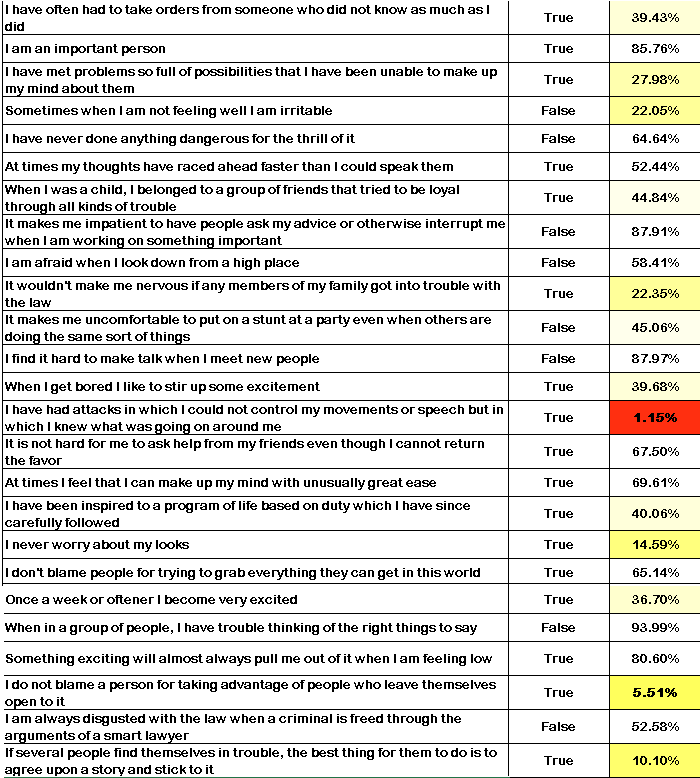 I have often had to take orders from someone who did not know as much as I
did
True
39.43%
I am an important person
True
85.76%
I have met problems so full of possibilities that I have been unable to make up
my mind about them
True
27.98%
Sometimes when I am not feeling well I am irritable
False
22.05%
I have never done anything dangerous for the thrill of it
False
64.64%
At times my thoughts have raced ahead faster than I could speak them
True
52.44%
When I was a child, I belonged to a group of friends that tried to be loyal
through all kinds of trouble
True
44.84%
It makes me impatient to have people ask my advice or otherwise interrupt me
when I am working on something important
False
87.91%
I am afraid when I look down from a high place
False
58.41%
It wouldn't make me nervous if any members of my family got into trouble with
the law
True
22.35%
It makes me uncomfortable to put on a stunt at a party even when others are
doing the same sort of things
False
45.06%
I find it hard to make talk when I meet new people
False
87.97%
When I get bored I like to stir up some excitement
True
39.68%
I have had attacks in which I could not control my movements or speech but in
which I knew what was going on around me
True
1.15%
It is not hard for me to ask help from my friends even though I cannot return
the favor
True
67.50%
At times I feel that I can make up my mind with unusually great ease
True
69.61%
I have been inspired to a program of life based on duty which I have since
carefully followed
True
40.06%
I never worry about my looks
True
14.59%
I don't blame people for trying to grab everything they can get in this world
True
65.14%
Once a week or oftener I become very excited
True
36.70%
When in a group of people, I have trouble thinking of the right things to say
False
93.99%
Something exciting will almost always pull me out of it when I am feeling low
True
80.60%
I do not blame a person for taking advantage of people who leave themselves
open to it
True
5.51%
I am always disgusted with the law when a criminal is freed through the
arguments of a smart lawyer
False
52.58%
If several people find themselves in trouble, the best thing for them to do is to
agree upon a story and stick to it
True
10.10%